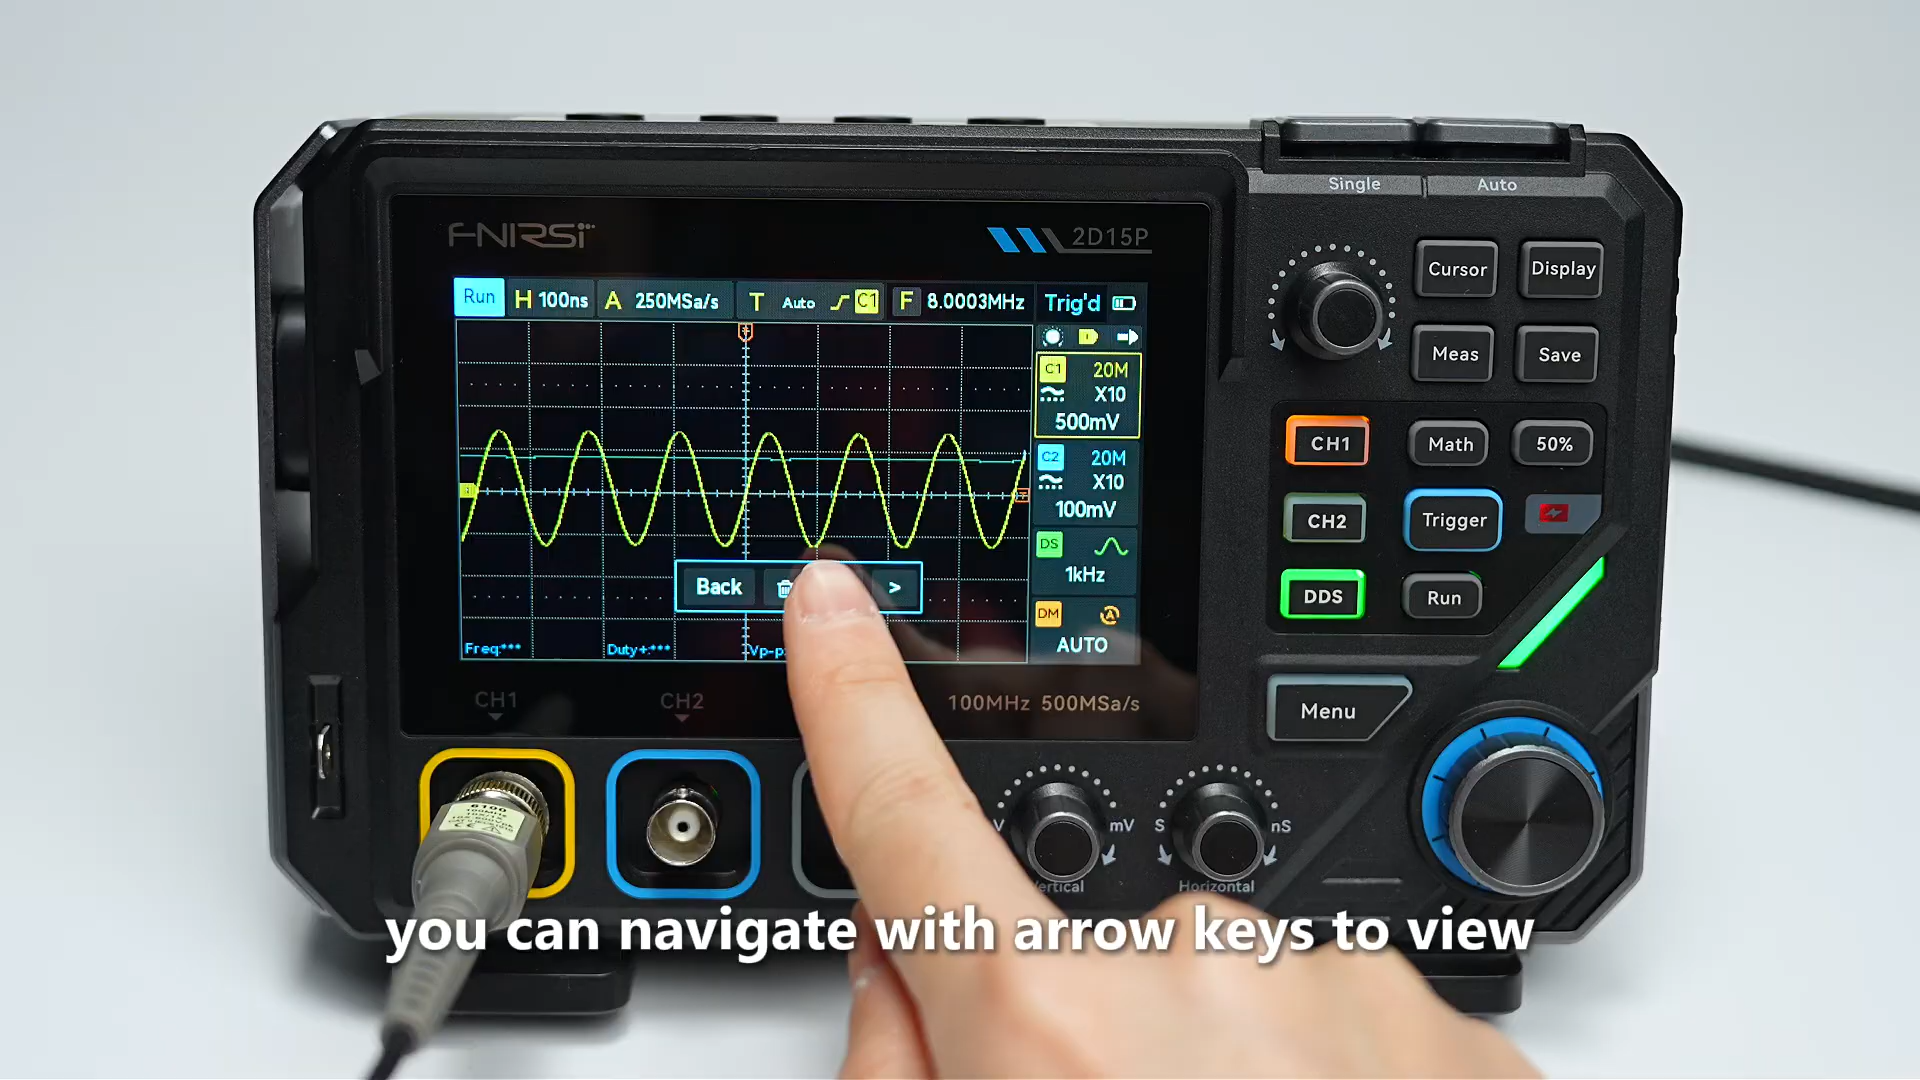 Single Auto
FNIRSI
2D15P
Run H 100ns A 250MSa/s T Auto C1 F 8.0003MHz Trig'd
C1 20M
X10
500mV
C2 20M
X10
100mV
DS
1kHz
DM
AUTO
Back >
Freq:*** Duty+:*** Vp-p:
CH1 CH2 100MHz 500MSa/s
Cursor Display
Meas Save
CH1 Math 50%
CH2 Trigger
DDS Run
Menu
6100
100MHz
V mV S nS
Vertical Horizontal
you can navigate with arrow keys to view